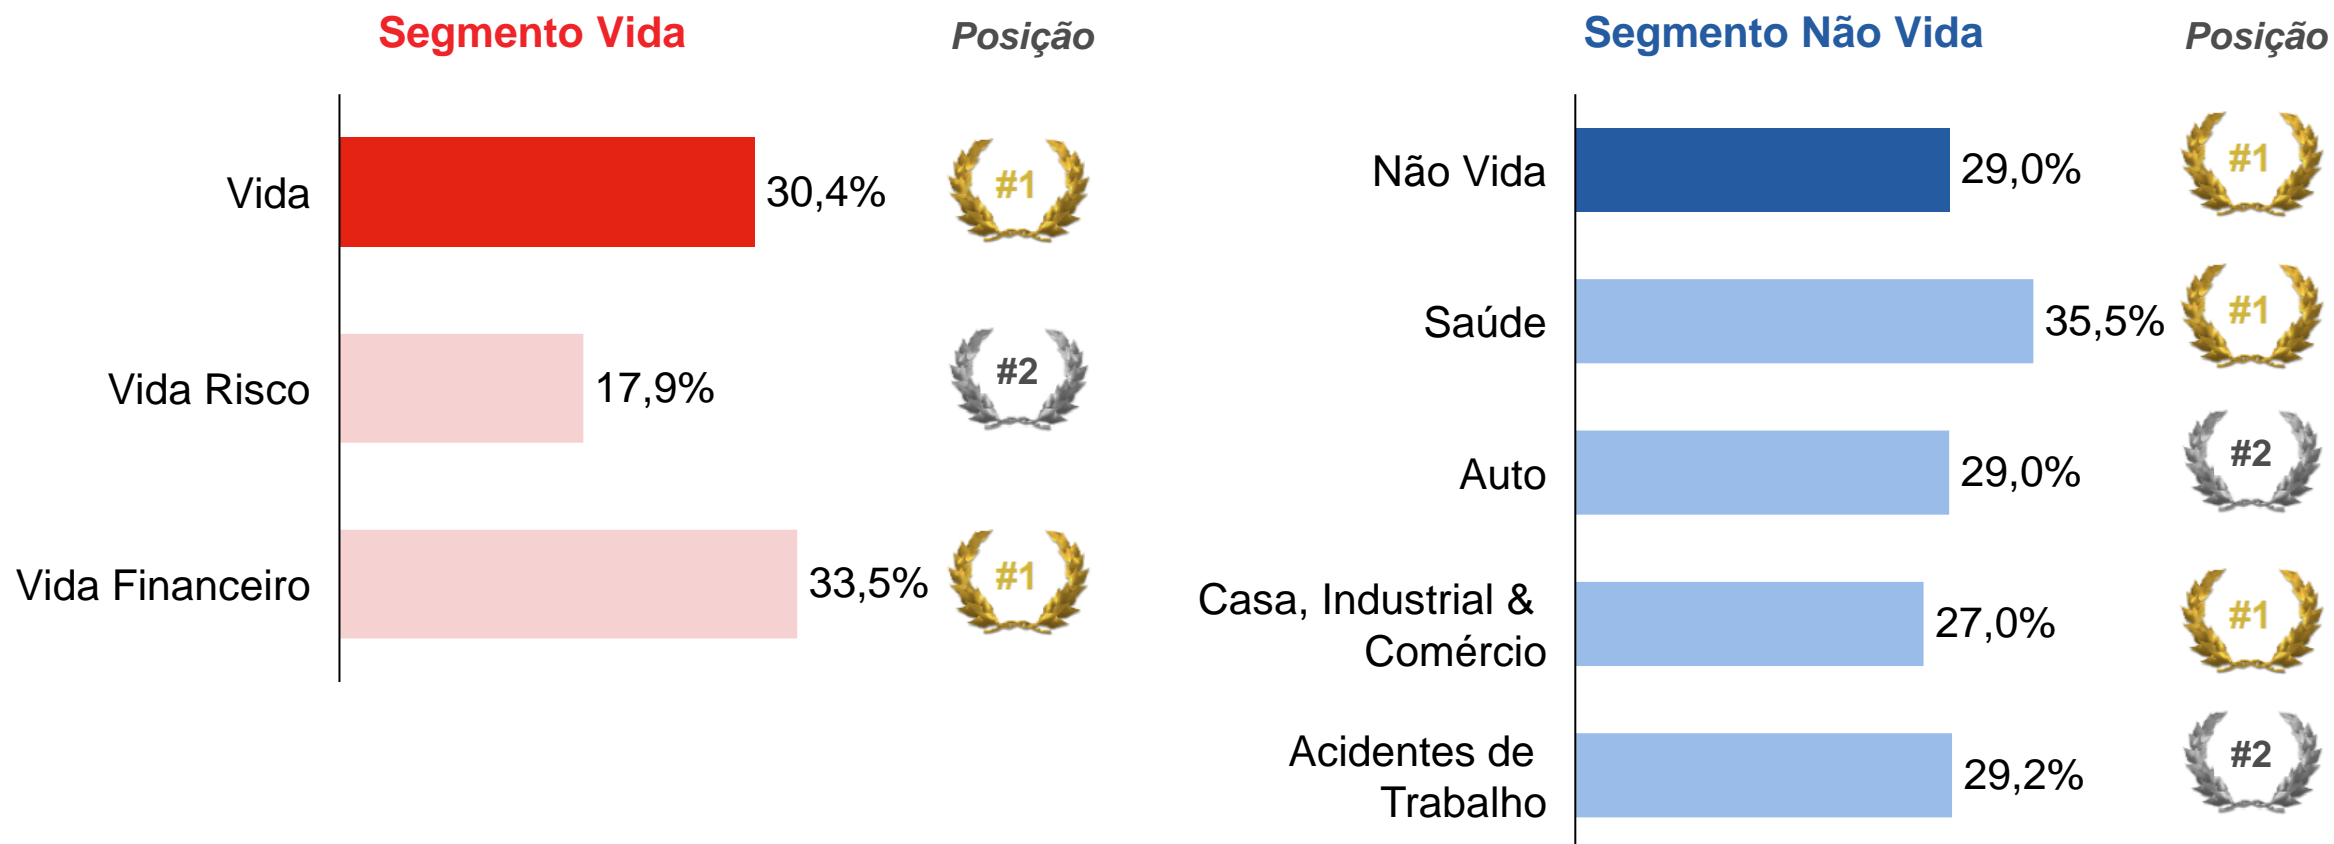 Segmento Vida
Posição
Vida
30,4%
#1
Vida Risco
17,9%
#2
Vida Financeiro
33,5%
#1
Segmento Não Vida
Posição
Não Vida
29,0%
#1
Saúde
35,5%
#1
Auto
29,0%
#2
Casa, Industrial &
Comércio
27,0%
#1
Acidentes de
Trabalho
29,2%
#2